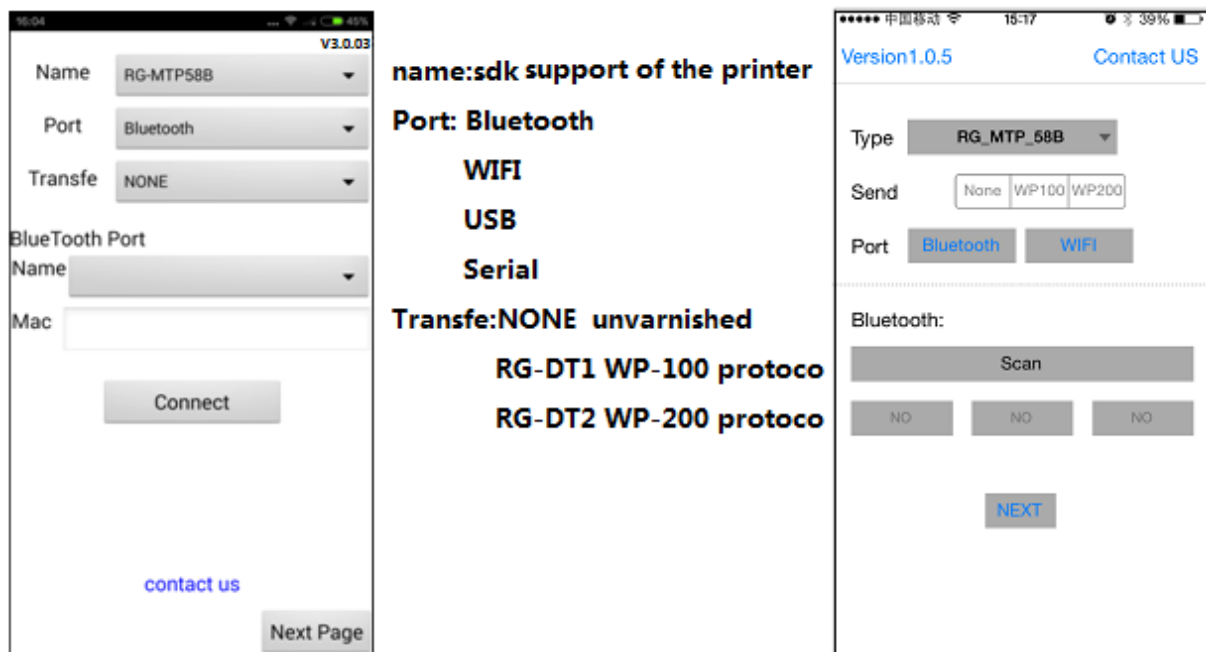 16:04 ... 45%
V3.0.03
Name RG-MTP58B
Port Bluetooth
Transfe NONE
BlueTooth Port
Name
Mac
Connect
contact us
Next Page
name:sdk support of the printer
Port: Bluetooth
WIFI
USB
Serial
Transfe:NONE unvarnished
RG-DT1 WP-100 protoco
RG-DT2 WP-200 protoco
中国移动 15:17 39%
Version1.0.5 Contact US
Type RG_MTP_58B
Send None WP100 WP200
Port Bluetooth WIFI
Bluetooth:
Scan
NO NO NO
NEXT